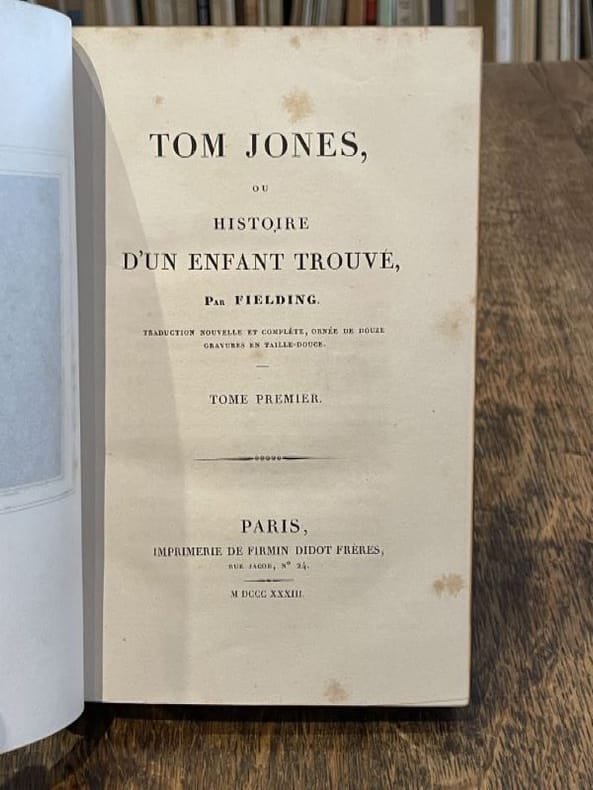 TOM JONES,
OU
HISTOIRE
D'UN ENFANT TROUVÉ,
PAR FIELDING.
TRADUCTION NOUVELLE ET COMPLÈTE, ORNÉE DE DOUZE
GRAVURES EN TAILLE-DOUCE.
TOME PREMIER.
PARIS,
IMPRIMERIE DE FIRMIN DIDOT FRÈRES,
RUE JACOB, Nº 24.
M DCCC XXXIII.